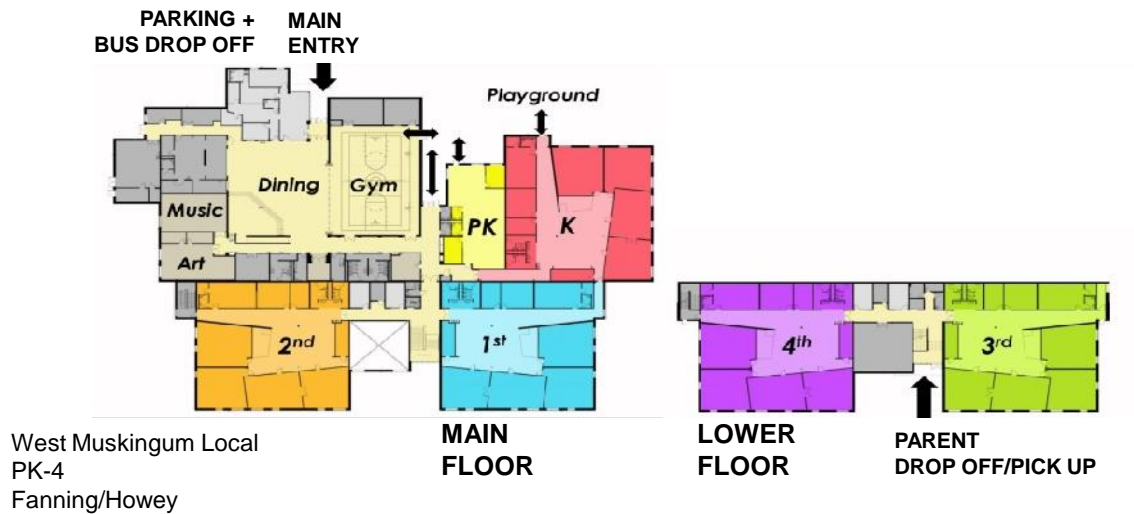 PARKING +
BUS DROP OFF
MAIN
ENTRY
Playground
Dining
Gym
Music
PK
K
Art
2nd
1st
4th
3rd
MAIN
FLOOR
LOWER
FLOOR
PARENT
DROP OFF/PICK UP
West Muskingum Local
PK-4
Fanning/Howey